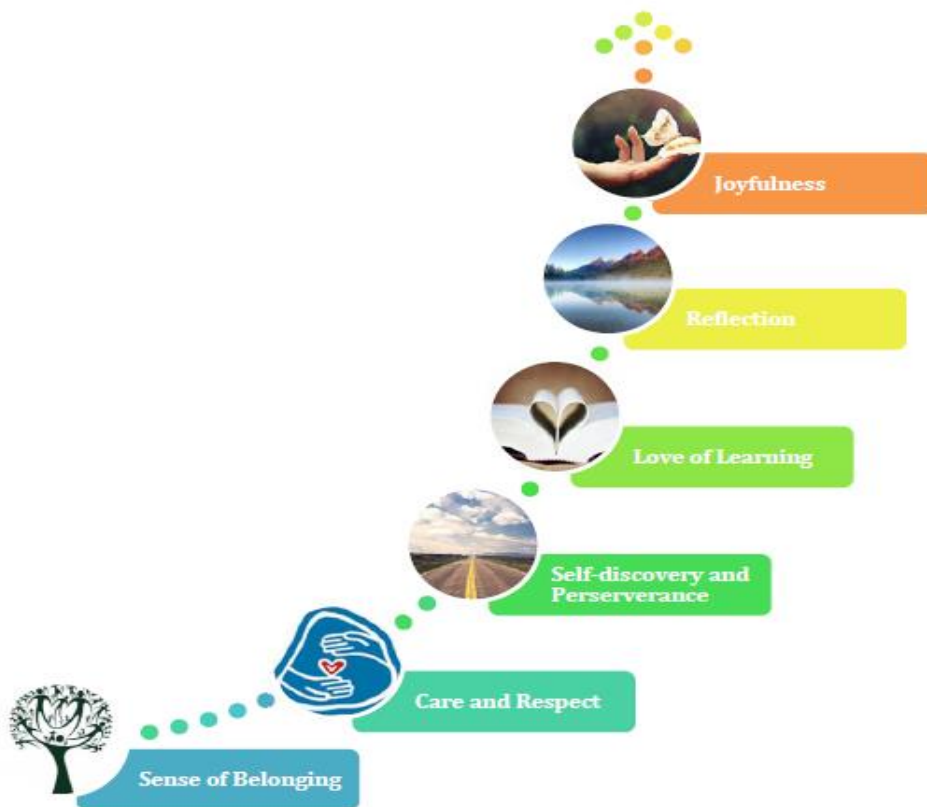 Joyfulness
Reflection
Love of Learning
Self-discovery and
Perserverance
Care and Respect
Sense of Belonging